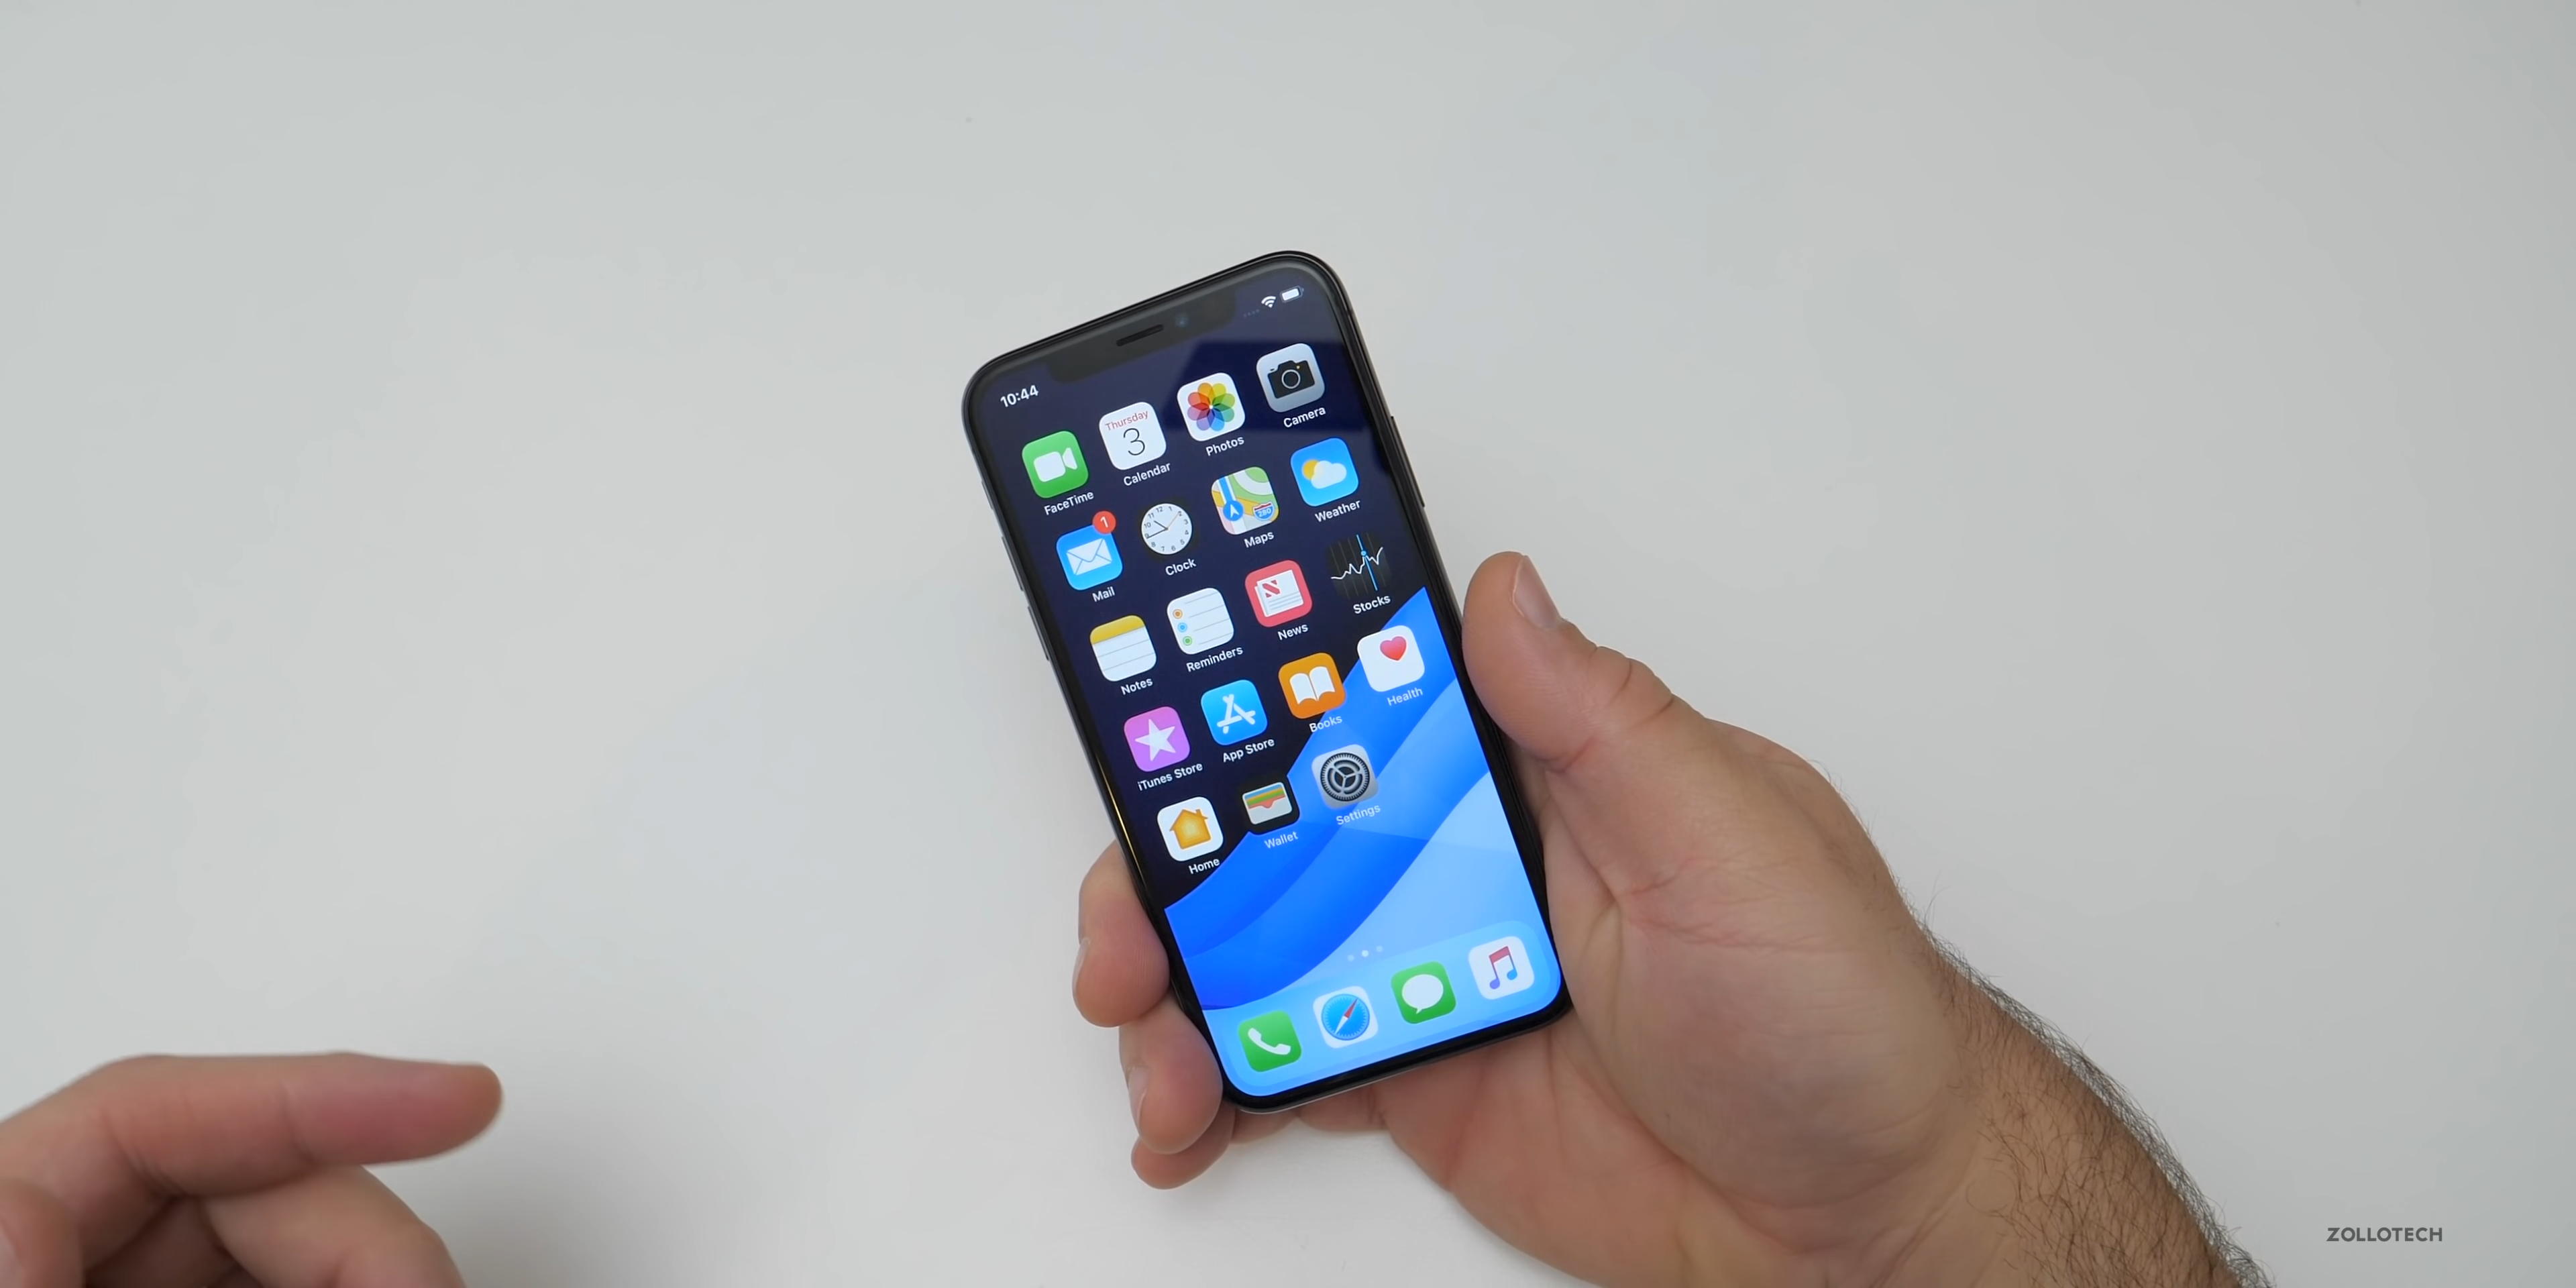 10:44
FaceTime
Thursday
3
Calendar
Photos
Camera
1
Mail
Clock
Maps
Weather
Notes
Reminders
News
Stocks
iTunes Store
App Store
Books
Health
Home
Wallet
Settings
ZOLLOTECH